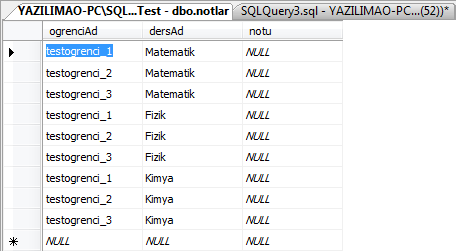 YAZILIMAO-PC\SQL...Test - dbo.notlar SQLQuery3.sql - YAZILIMAO-PC...(52))*
ogrenciAd dersAd notu
testogrenci_1 Matematik NULL
testogrenci_2 Matematik NULL
testogrenci_3 Matematik NULL
testogrenci_1 Fizik NULL
testogrenci_2 Fizik NULL
testogrenci_3 Fizik NULL
testogrenci_1 Kimya NULL
testogrenci_2 Kimya NULL
testogrenci_3 Kimya NULL
NULL NULL NULL